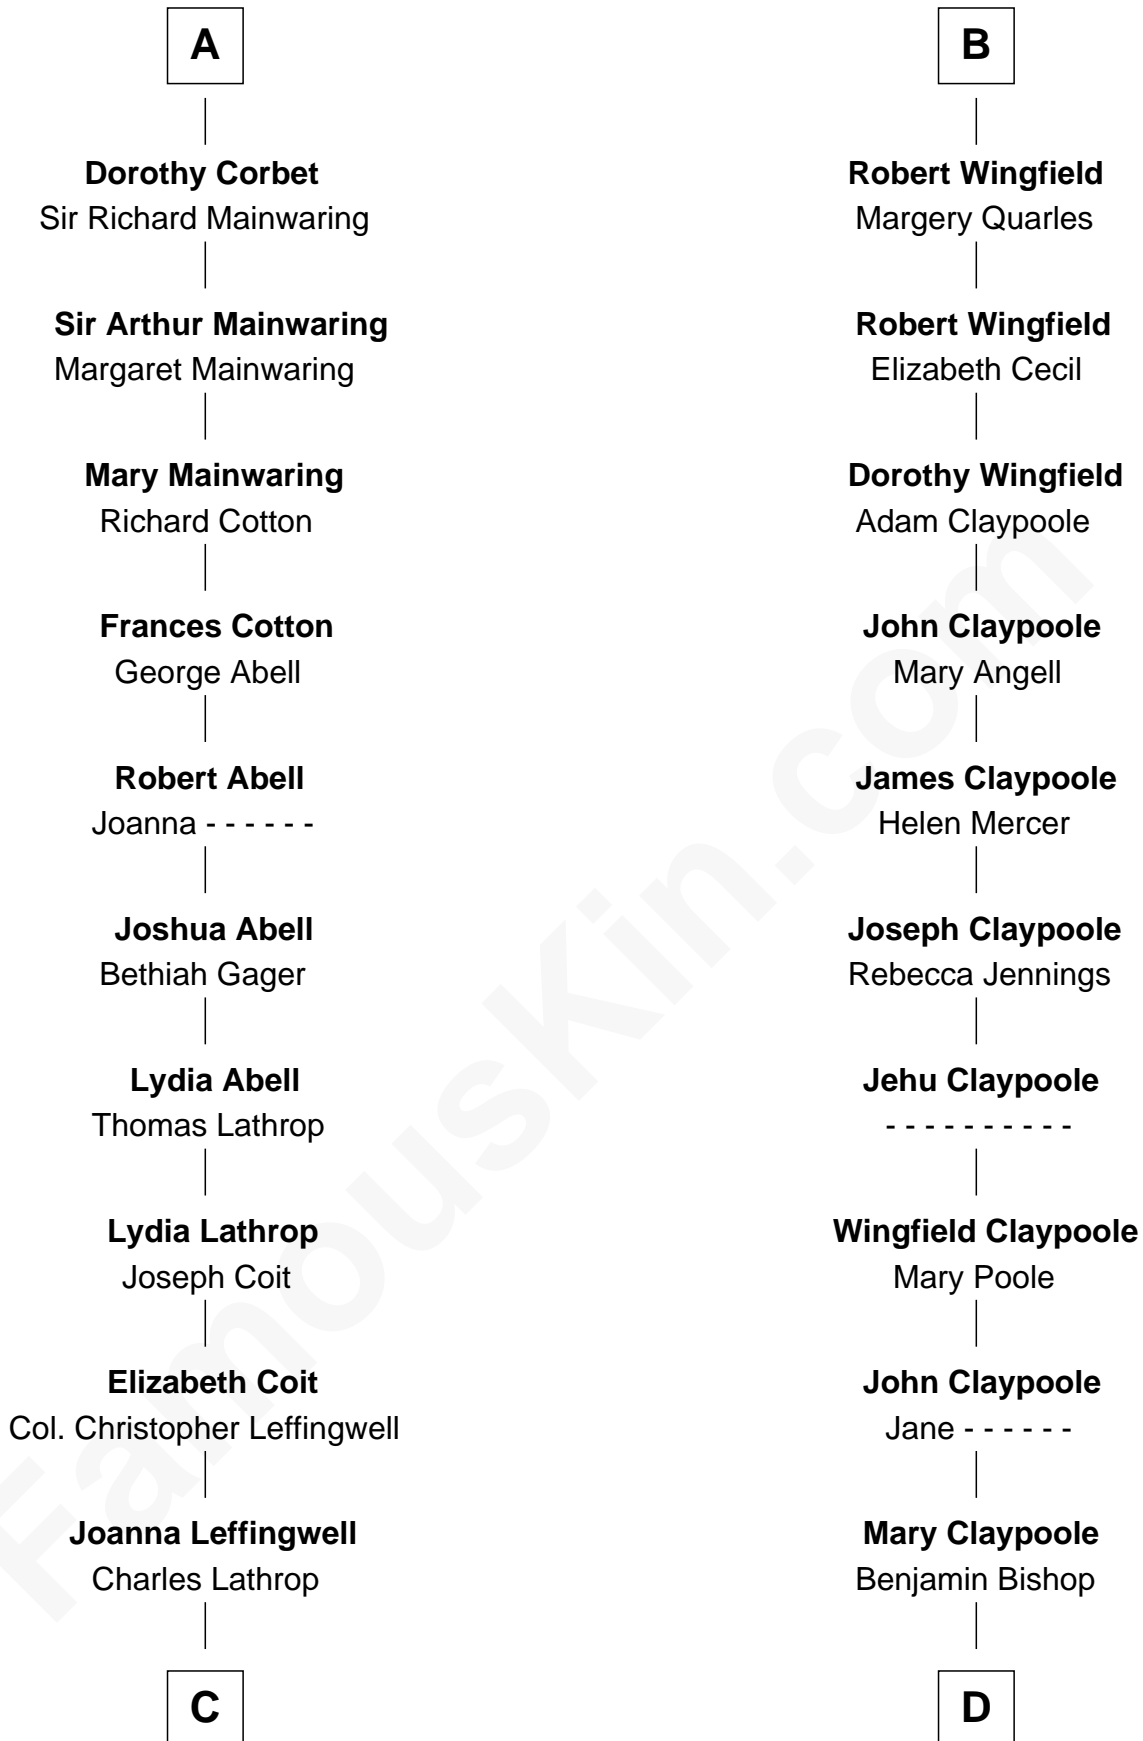 A
Dorothy Corbet
Sir Richard Mainwaring
Sir Arthur Mainwaring
Margaret Mainwaring
Mary Mainwaring
Richard Cotton
Frances Cotton
George Abell
Robert Abell
Joanna - - - - - -
Joshua Abell
Bethiah Gager
Lydia Abell
Thomas Lathrop
Lydia Lathrop
Joseph Coit
Elizabeth Coit
Col. Christopher Leffingwell
Joanna Leffingwell
Charles Lathrop
C
B
Robert Wingfield
Margery Quarles
Robert Wingfield
Elizabeth Cecil
Dorothy Wingfield
Adam Claypoole
John Claypoole
Mary Angell
James Claypoole
Helen Mercer
Joseph Claypoole
Rebecca Jennings
Jehu Claypoole
- - - - - - - - - -
Wingfield Claypoole
Mary Poole
John Claypoole
Jane - - - - - -
Mary Claypoole
Benjamin Bishop
D
FamousKin.com